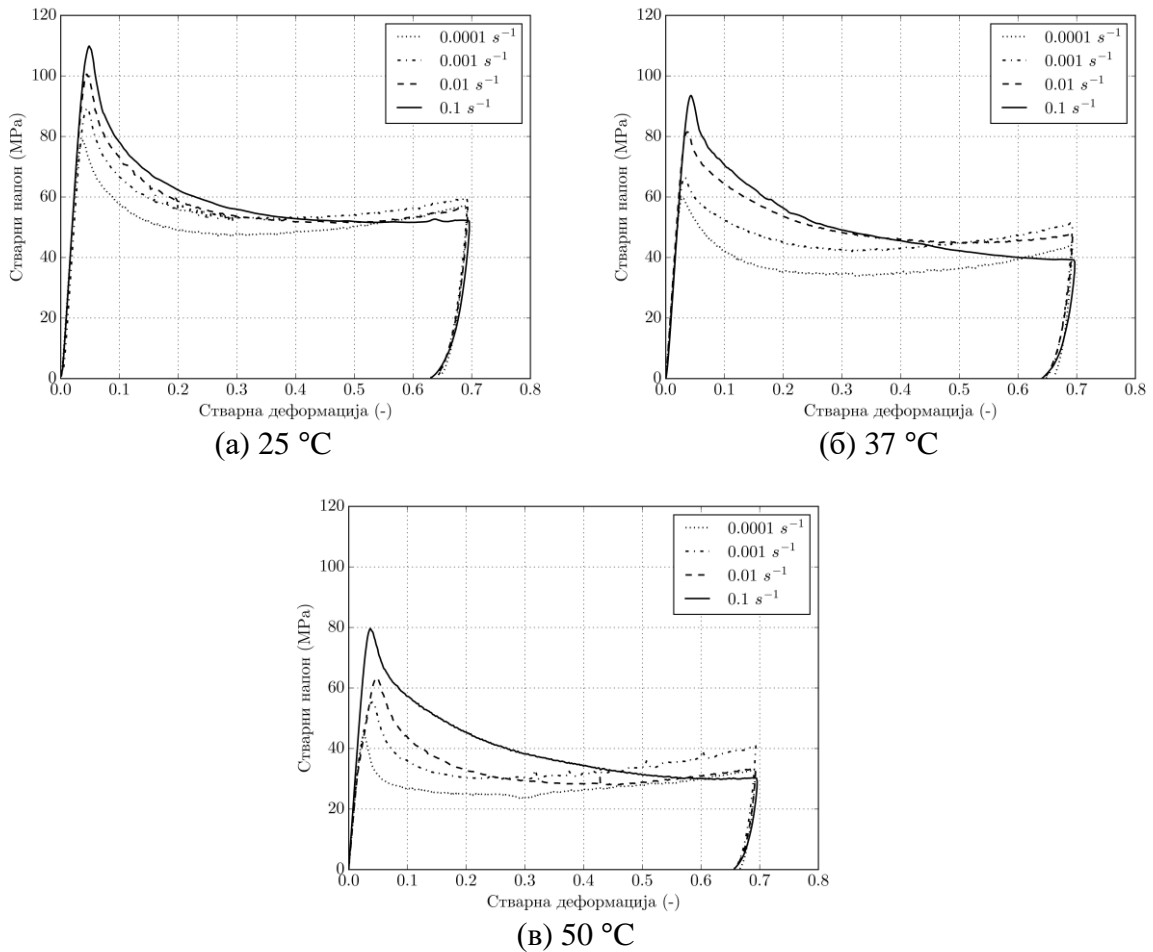 120
100
80
60
40
20
0
Стварни напон (MPa)
0.0001 s⁻¹
0.001 s⁻¹
0.01 s⁻¹
0.1 s⁻¹
0.0 0.1 0.2 0.3 0.4 0.5 0.6 0.7 0.8
Стварна деформација (-)
(а) 25 °C
120
100
80
60
40
20
0
Стварни напон (MPa)
0.0001 s⁻¹
0.001 s⁻¹
0.01 s⁻¹
0.1 s⁻¹
0.0 0.1 0.2 0.3 0.4 0.5 0.6 0.7 0.8
Стварна деформација (-)
(б) 37 °C
120
100
80
60
40
20
0
Стварни напон (MPa)
0.0001 s⁻¹
0.001 s⁻¹
0.01 s⁻¹
0.1 s⁻¹
0.0 0.1 0.2 0.3 0.4 0.5 0.6 0.7 0.8
Стварна деформација (-)
(в) 50 °C